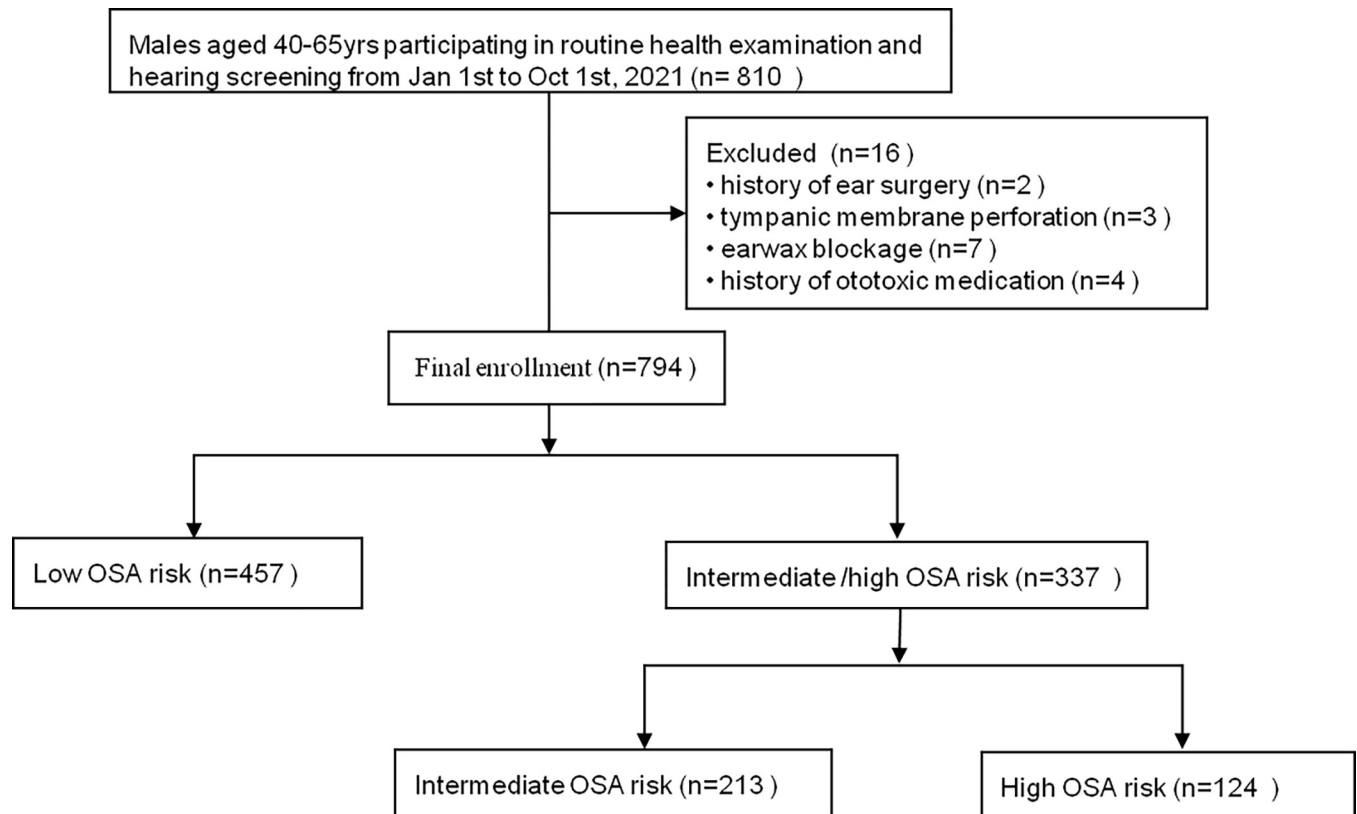 Males aged 40-65yrs participating in routine health examination and
hearing screening from Jan 1st to Oct 1st, 2021 (n= 810 )
Excluded (n=16 )
• history of ear surgery (n=2 )
• tympanic membrane perforation (n=3 )
• earwax blockage (n=7 )
• history of ototoxic medication (n=4 )
Final enrollment (n=794 )
Low OSA risk (n=457 )
Intermediate/high OSA risk (n=337 )
Intermediate OSA risk (n=213 )
High OSA risk (n=124 )